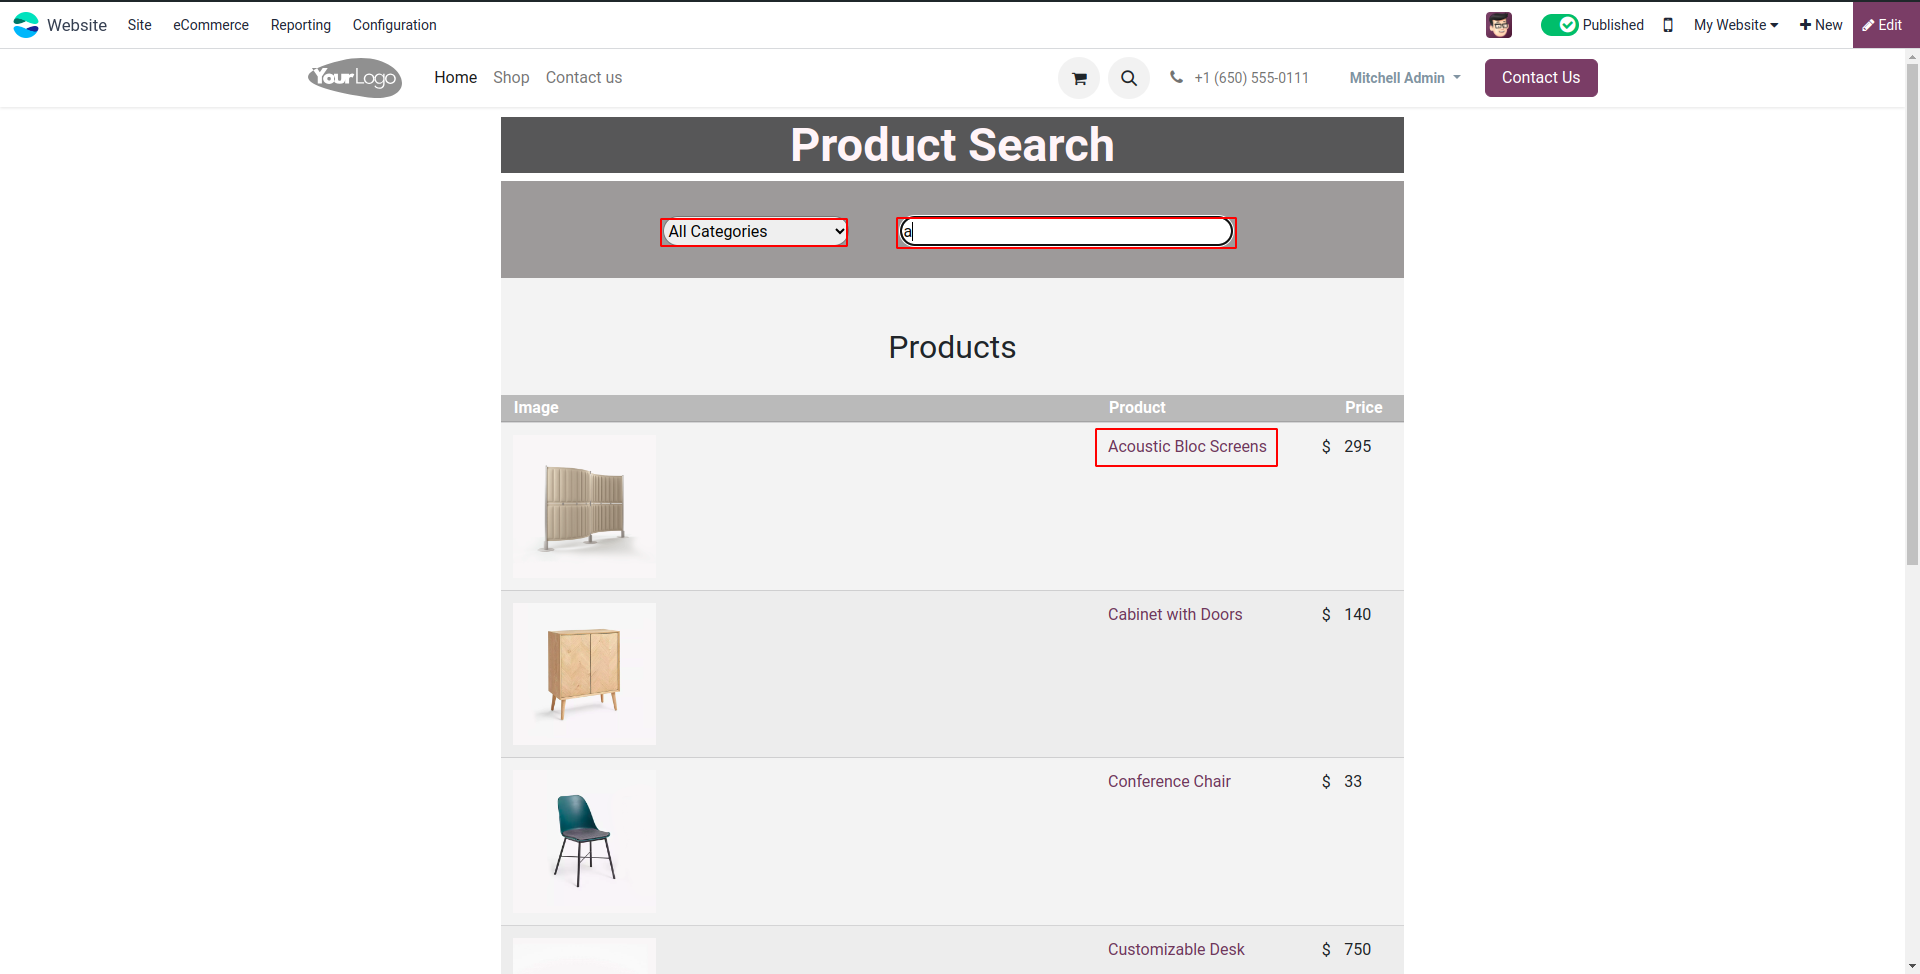 Website Site eCommerce Reporting Configuration Published My Website New Edit
YourLogo Home Shop Contact us +1 (650) 555-0111 Mitchell Admin Contact Us
Product Search
All Categories a
Products
Image Product Price
Acoustic Bloc Screens $ 295
Cabinet with Doors $ 140
Conference Chair $ 33
Customizable Desk $ 750